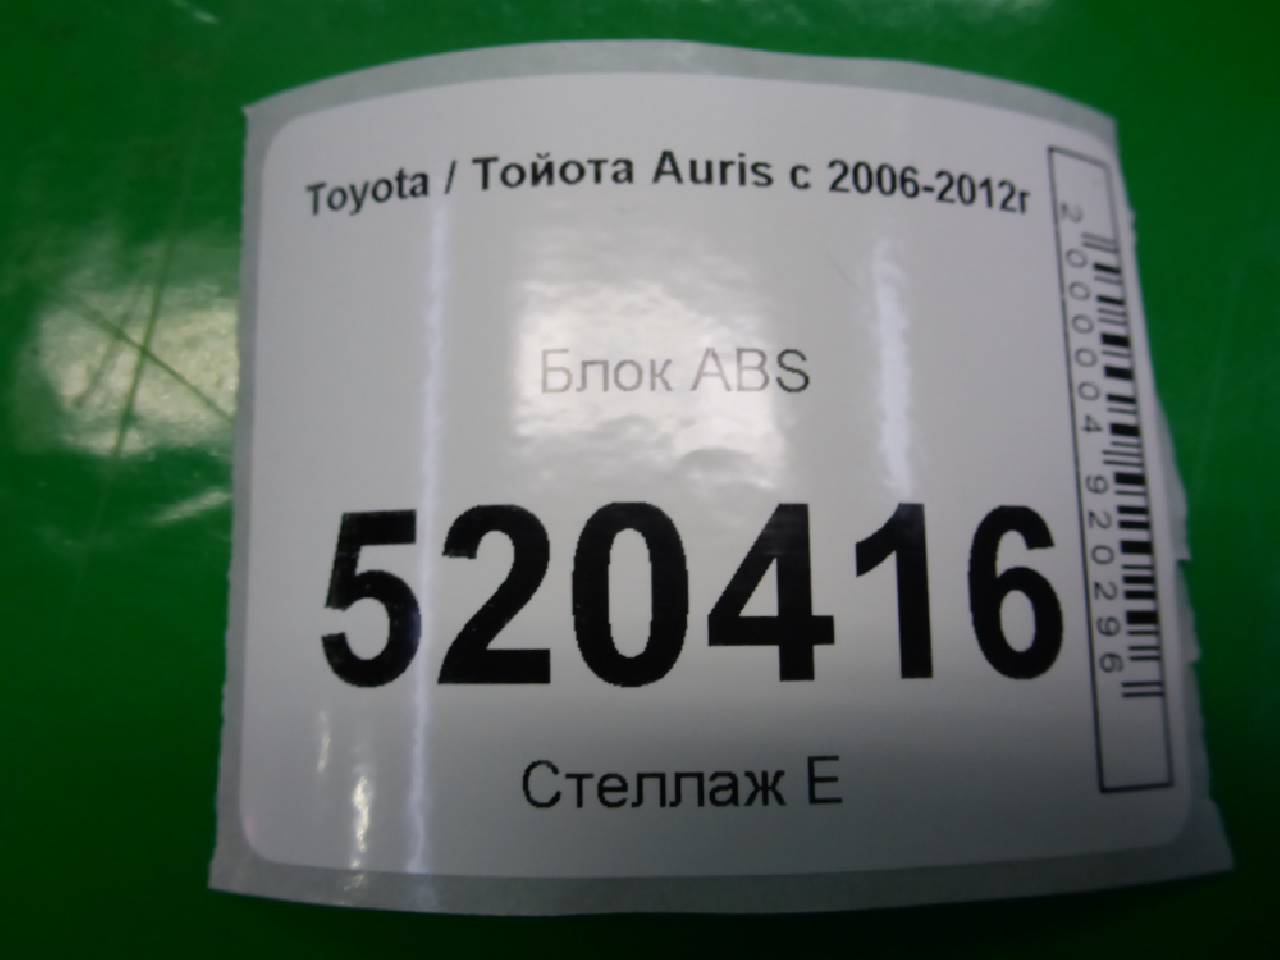 Toyota / Тойота Auris с 2006-2012г
Блок ABS
520416
Стеллаж Е
2000004920296